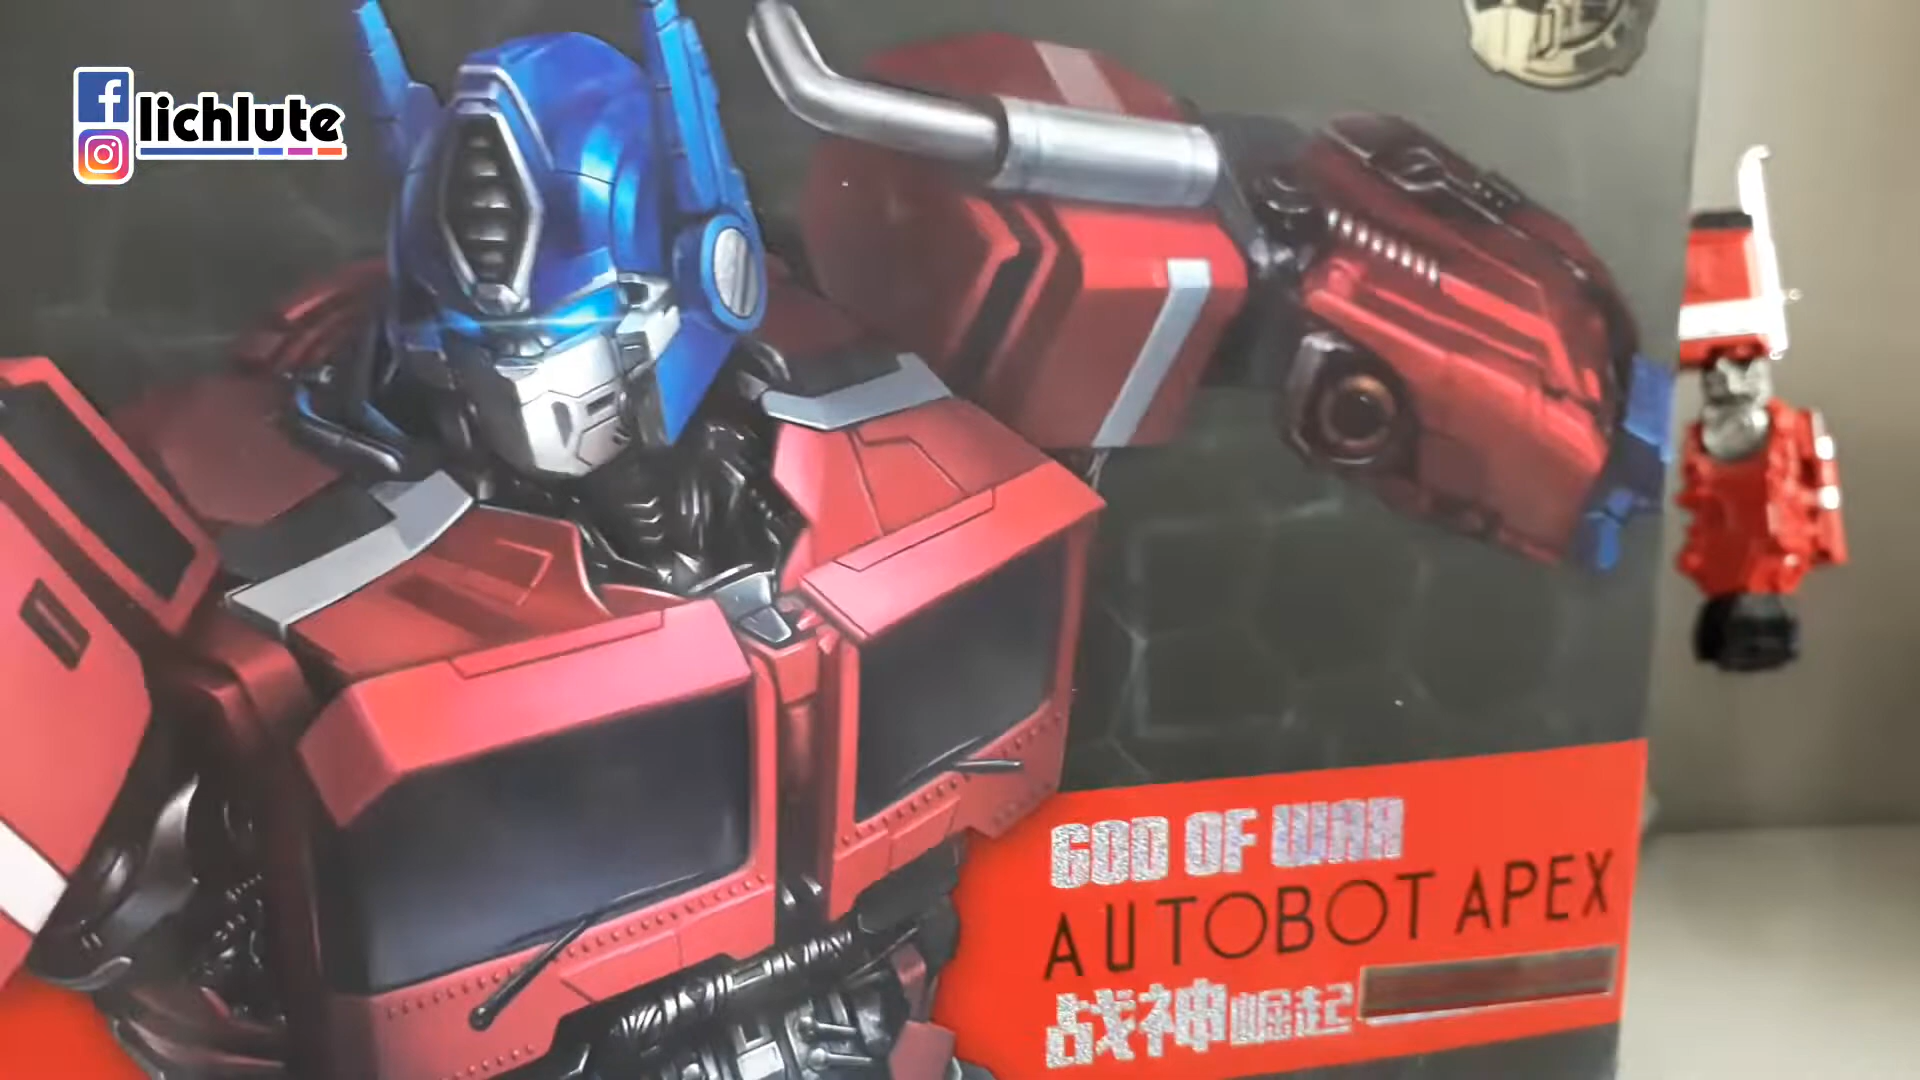 lichlute
GOD OF WAR
AUTOBOT APEX
战神崛起